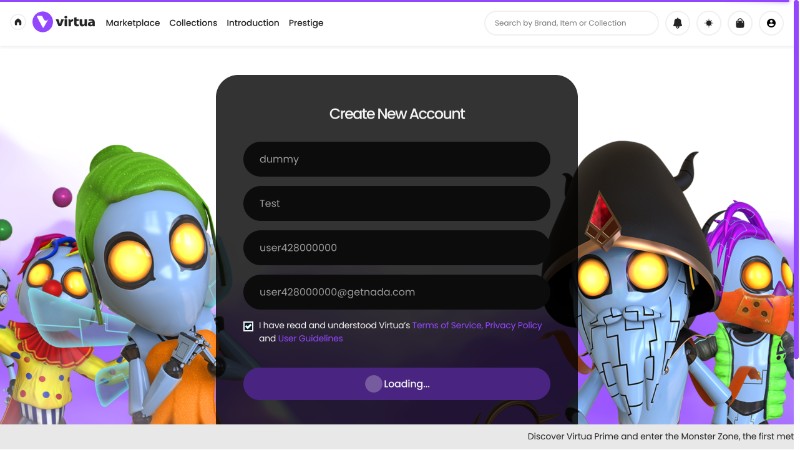 virtua Marketplace Collections Introduction Prestige Search by Brand, Item or Collection
Create New Account
dummy
Test
user428000000
user428000000@getnada.com
I have read and understood Virtua's Terms of Service, Privacy Policy
and User Guidelines
Loading...
Discover Virtua Prime and enter the Monster Zone, the first met